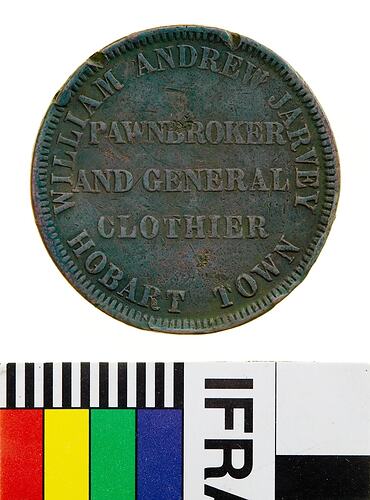 WILLIAM ANDREW JARVEY
PAWNBROKER
AND GENERAL
CLOTHIER
HOBART TOWN
IFRA